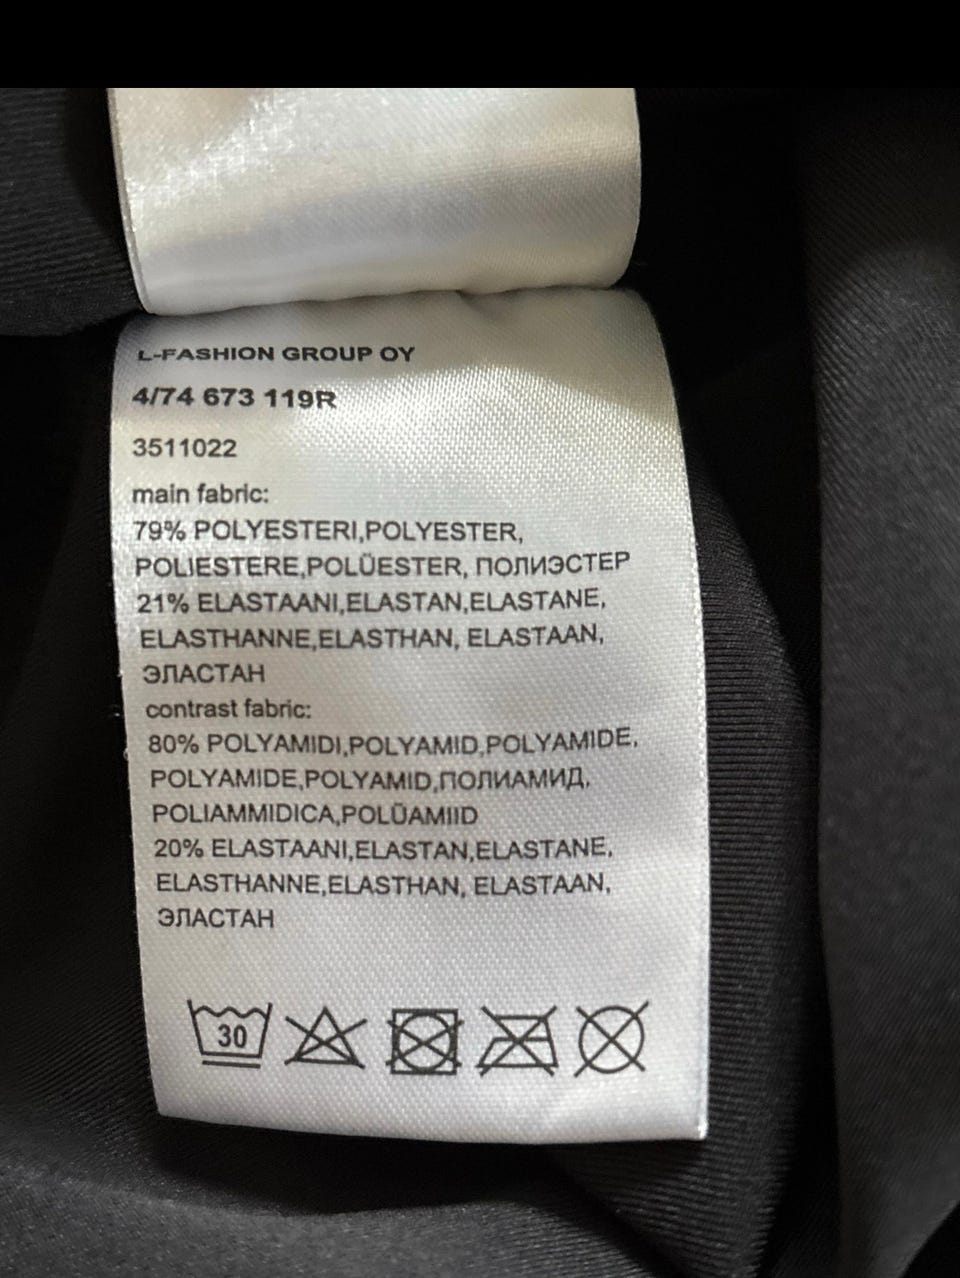 L-FASHION GROUP OY
4/74 673 119R
3511022
main fabric:
79% POLYESTERI,POLYESTER,
POLIESTERE,POLÜESTER, ПОЛИЭСТЕР
21% ELASTAANI,ELASTAN,ELASTANE,
ELASTHANNE,ELASTHAN, ELASTAAN,
ЭЛАСТАН
contrast fabric:
80% POLYAMIDI,POLYAMID,POLYAMIDE,
POLYAMIDE,POLYAMID,ПОЛИАМИД,
POLIAMMIDICA,POLÜAMIID
20% ELASTAANI,ELASTAN,ELASTANE,
ELASTHANNE,ELASTHAN, ELASTAAN,
ЭЛАСТАН
30